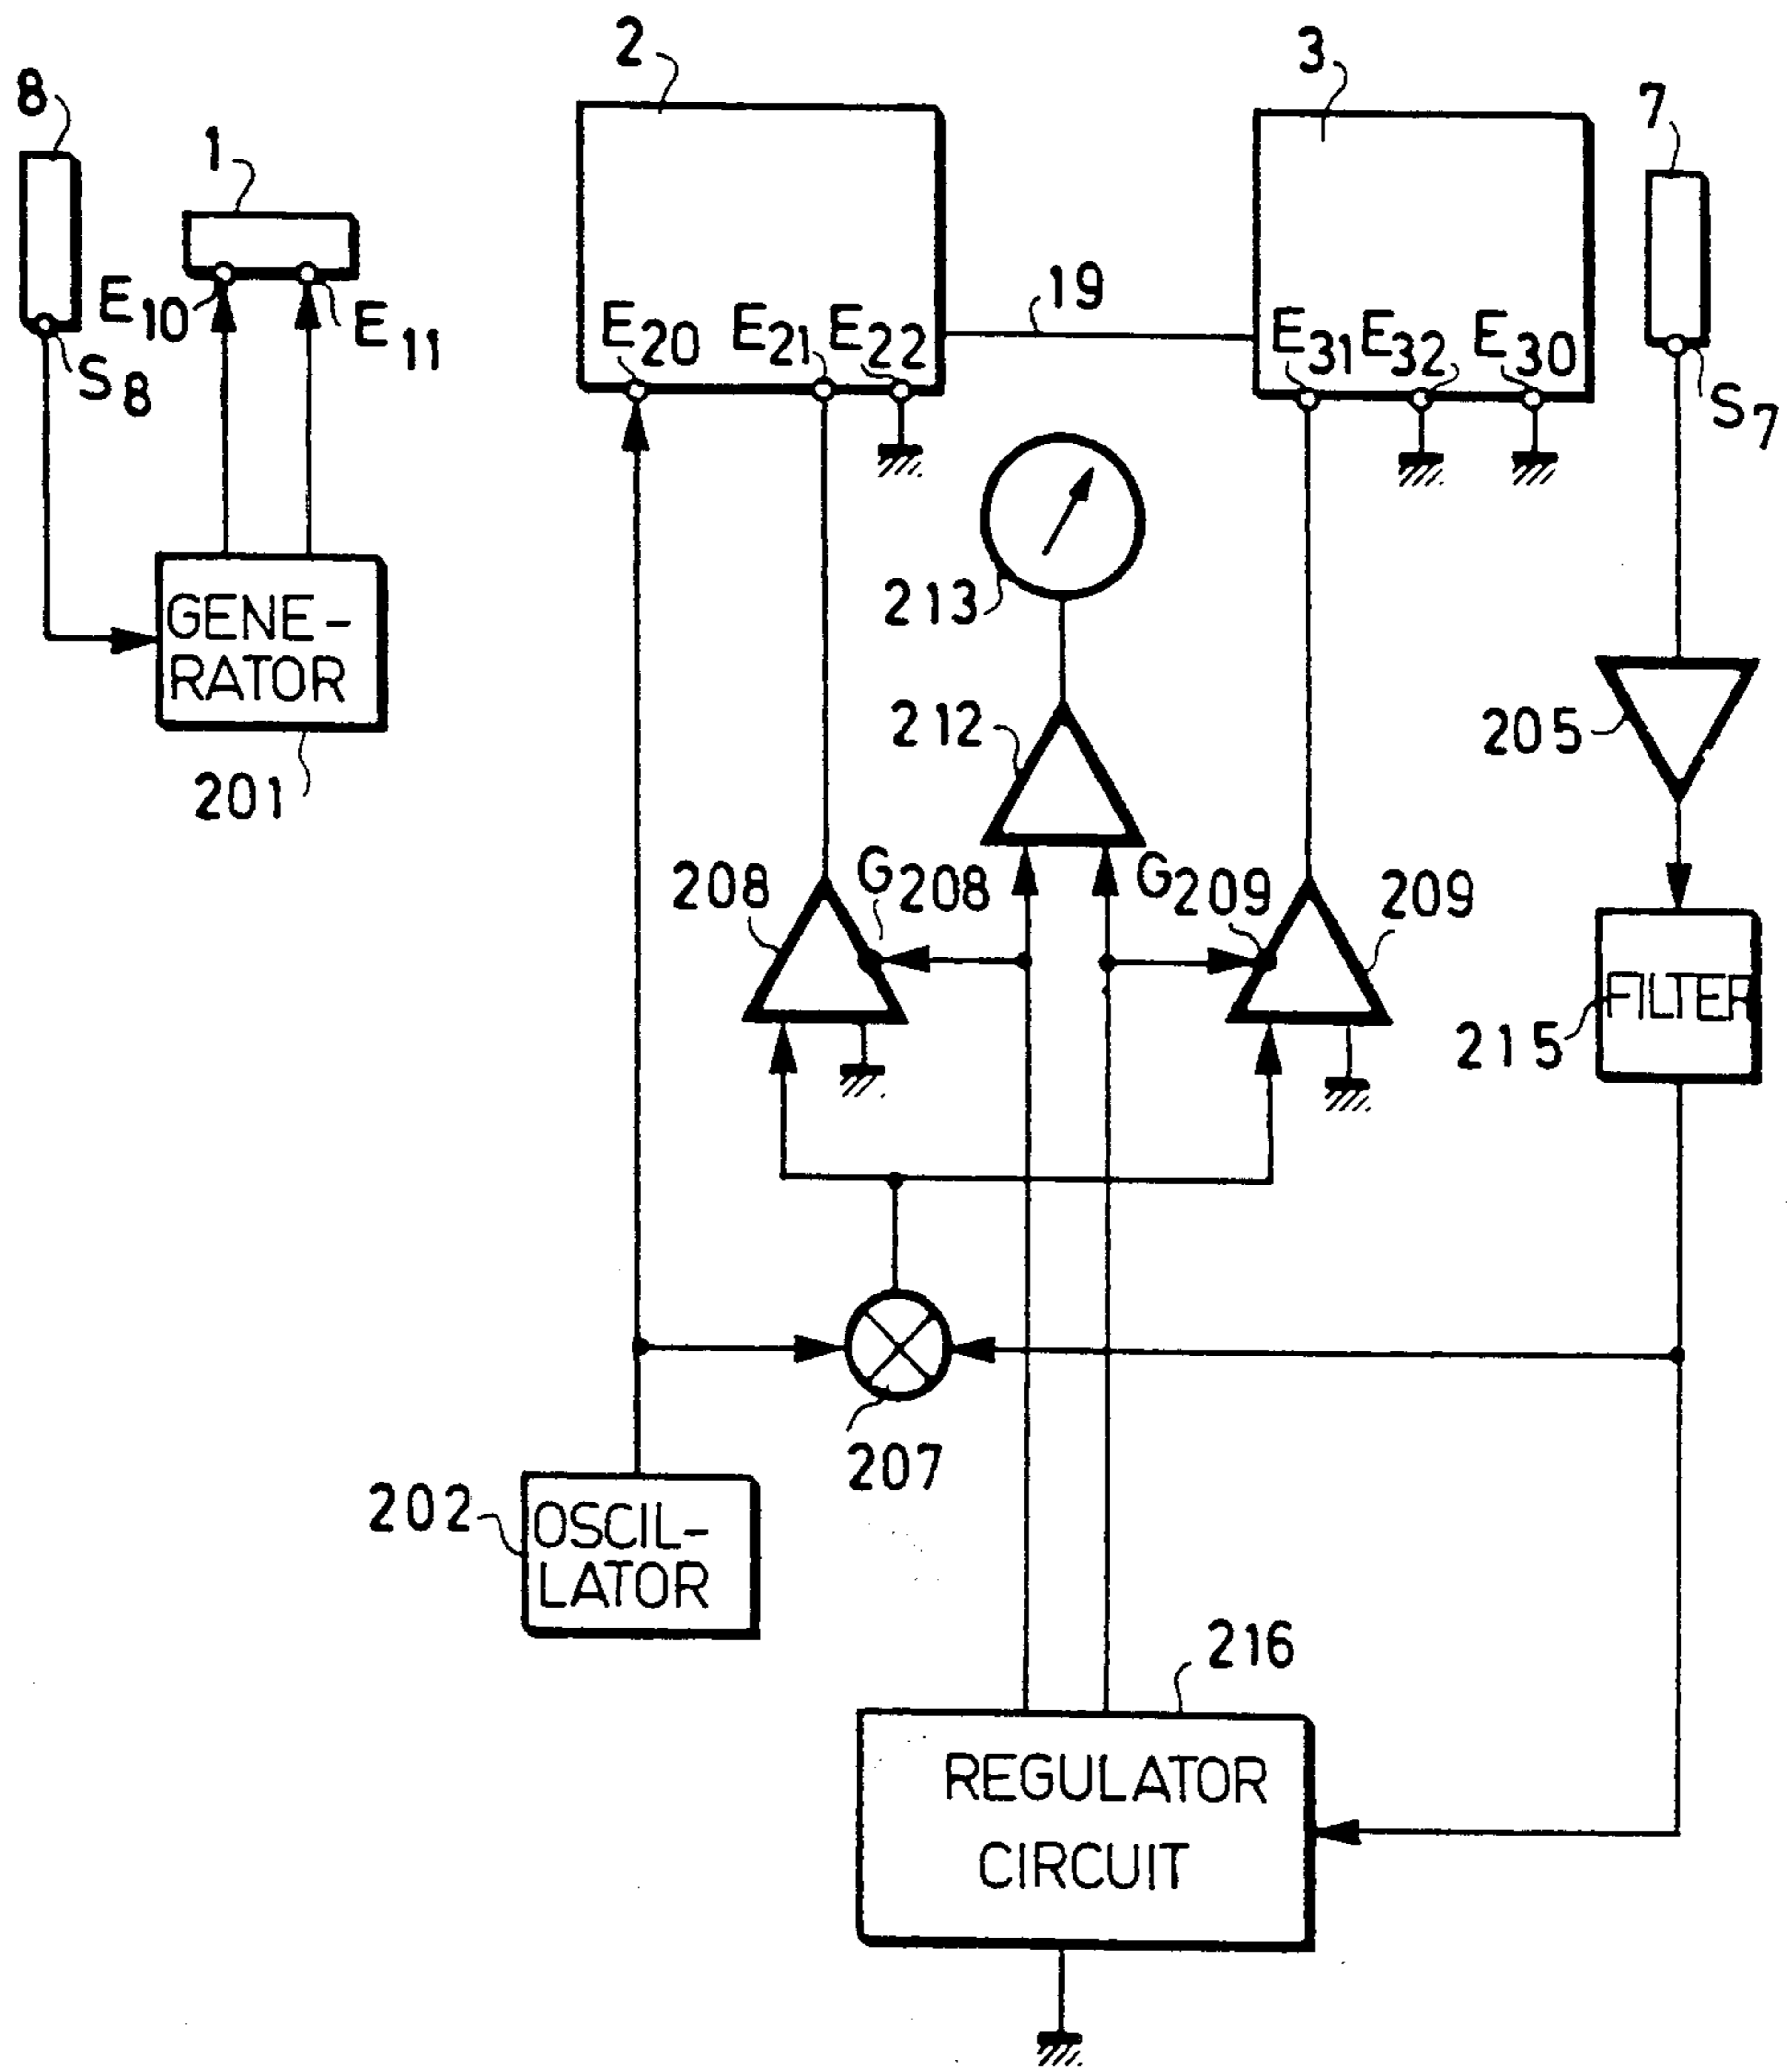 2
3
8
7
1
19
E10
E11
E20
E21
E22
E31
E32
E30
S8
S7
213
GENE-
RATOR
212
205
201
G208
G209
208
209
FILTER
215
207
202
OSCIL-
LATOR
216
REGULATOR
CIRCUIT